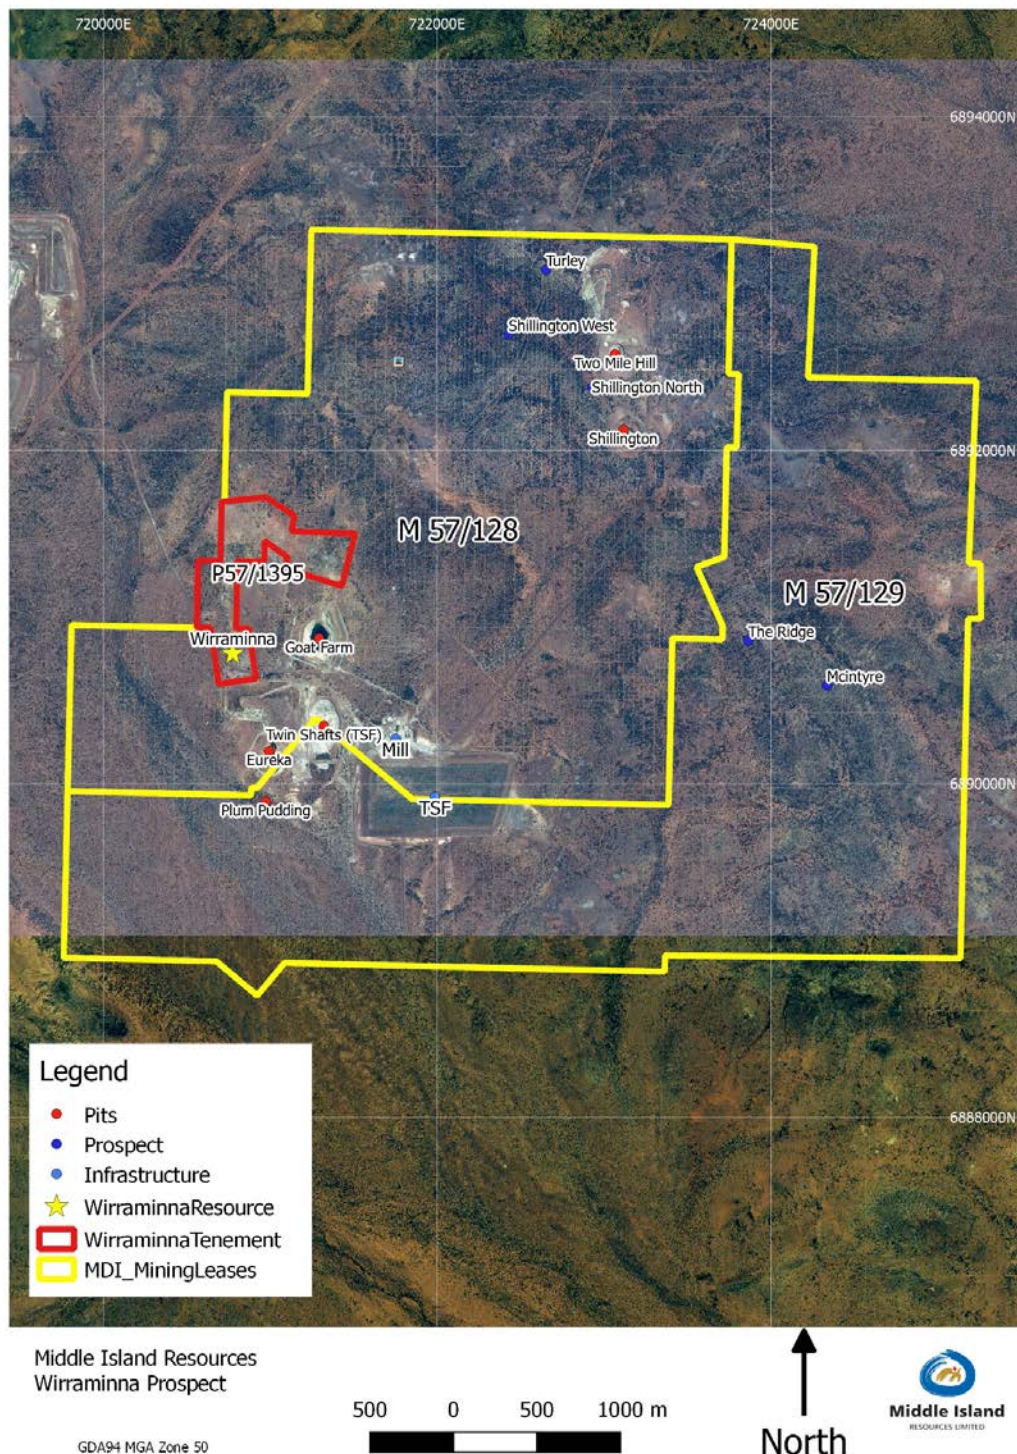 720000E
722000E
724000E
6894000N
Turley
Shillington West
Two Mile Hill
Shillington North
Shillington
6892000N
M 57/128
P57/1395
M 57/129
Wirraminna
Goat Farm
The Ridge
Mcintyre
Twin Shafts (TSF)
Mill
Eureka
6890000N
Plum Pudding
TSF
6888000N
Legend
Pits
Prospect
Infrastructure
WirraminnaResource
WirraminnaTenement
MDI_MiningLeases
Middle Island Resources
Wirraminna Prospect
500 0 500 1000 m
GDA94 MGA Zone 50
North
Middle Island
RESOURCES LIMITED